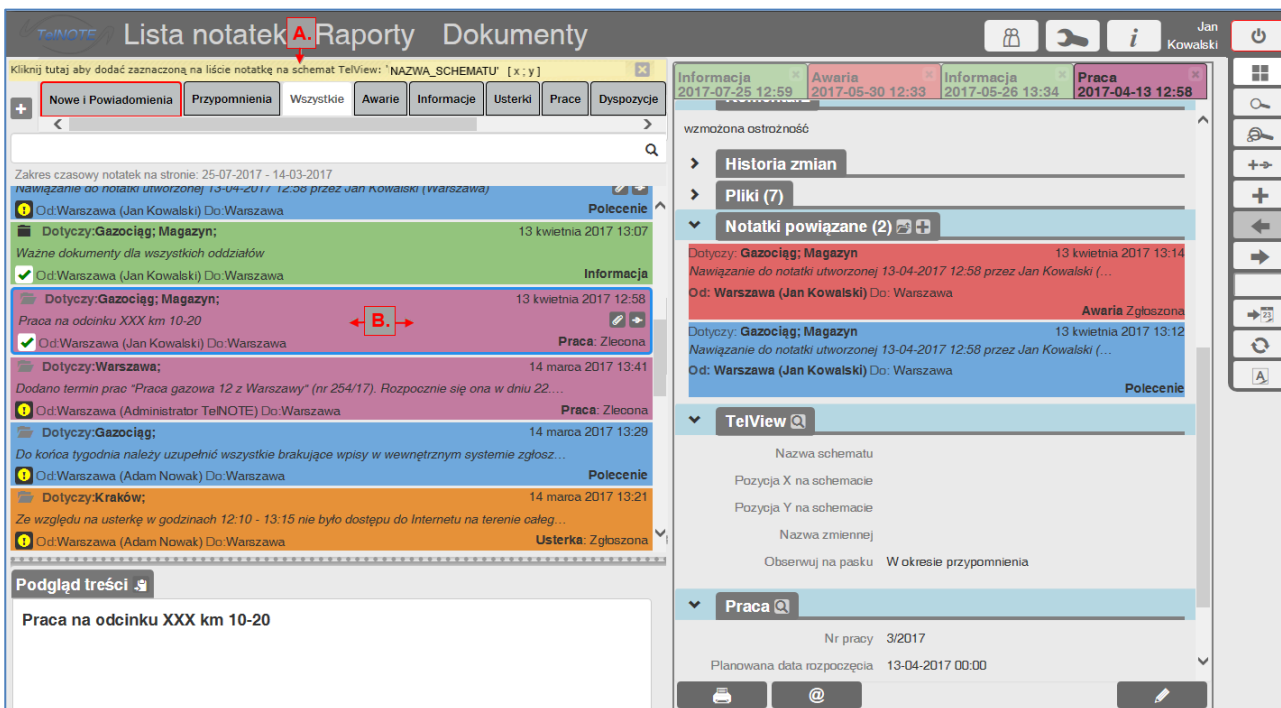 TelNOTE Lista notatek A. Raporty Dokumenty
Jan
Kowalski
Kliknij tutaj aby dodać zaznaczoną na liście notatkę na schemat TelView: `NAZWA_SCHEMATU' [ x ; y ]
Nowe i Powiadomienia Przypomnienia Wszystkie Awarie Informacje Usterki Prace Dyspozycje
Zakres czasowy notatek na stronie: 25-07-2017 - 14-03-2017
Nawiązanie do notatki utworzonej 13-04-2017 12:58 przez Jan Kowalski (Warszawa)
Od:Warszawa (Jan Kowalski) Do:Warszawa Polecenie
Dotyczy:Gazociąg; Magazyn; 13 kwietnia 2017 13:07
Ważne dokumenty dla wszystkich oddziałów
Od:Warszawa (Jan Kowalski) Do:Warszawa Informacja
Dotyczy:Gazociąg; Magazyn; 13 kwietnia 2017 12:58
Praca na odcinku XXX km 10-20 B.
Od:Warszawa (Jan Kowalski) Do:Warszawa Praca: Zlecona
Dotyczy:Warszawa; 14 marca 2017 13:41
Dodano termin prac "Praca gazowa 12 z Warszawy" (nr 254/17). Rozpocznie się ona w dniu 22....
Od:Warszawa (Administrator TelNOTE) Do:Warszawa Praca: Zlecona
Dotyczy:Gazociąg; 14 marca 2017 13:29
Do końca tygodnia należy uzupełnić wszystkie brakujące wpisy w wewnętrznym systemie zgłosz...
Od:Warszawa (Adam Nowak) Do:Warszawa Polecenie
Dotyczy:Kraków; 14 marca 2017 13:21
Ze względu na usterkę w godzinach 12:10 - 13:15 nie było dostępu do Internetu na terenie całeg...
Od:Warszawa (Adam Nowak) Do:Warszawa Usterka: Zgłoszona
Podgląd treści
Praca na odcinku XXX km 10-20
Informacja Awaria Informacja Praca
2017-07-25 12:59 2017-05-30 12:33 2017-05-26 13:34 2017-04-13 12:58
wzmożona ostrożność
Historia zmian
Pliki (7)
Notatki powiązane (2)
Dotyczy: Gazociąg; Magazyn 13 kwietnia 2017 13:14
Nawiązanie do notatki utworzonej 13-04-2017 12:58 przez Jan Kowalski (...
Od: Warszawa (Jan Kowalski) Do: Warszawa
Awaria Zgłoszona
Dotyczy: Gazociąg; Magazyn 13 kwietnia 2017 13:12
Nawiązanie do notatki utworzonej 13-04-2017 12:58 przez Jan Kowalski (...
Od: Warszawa (Jan Kowalski) Do: Warszawa
Polecenie
TelView
Nazwa schematu
Pozycja X na schemacie
Pozycja Y na schemacie
Nazwa zmiennej
Obserwuj na pasku W okresie przypomnienia
Praca
Nr pracy 3/2017
Planowana data rozpoczęcia 13-04-2017 00:00
@